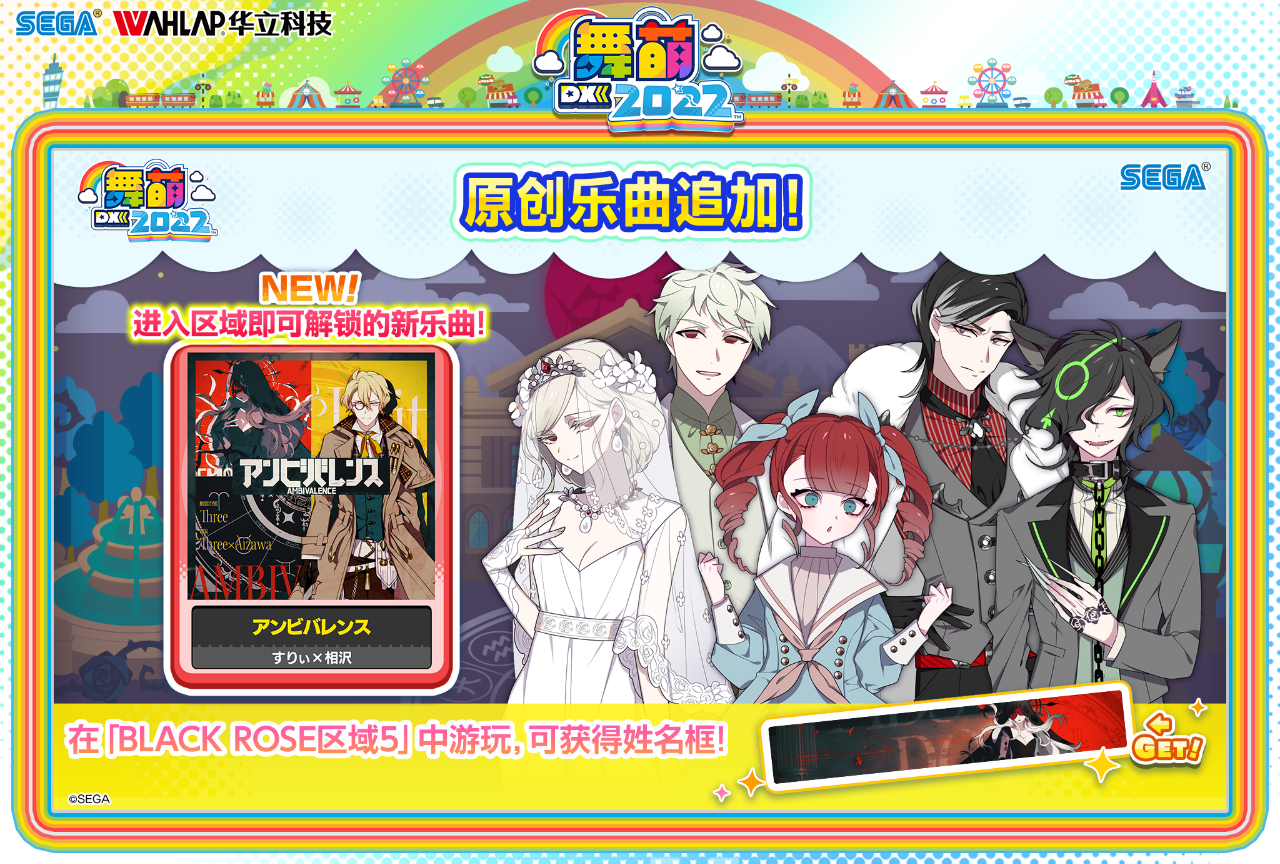 SEGA® WAHLAP®华立科技
舞萌
DX 2022™
舞萌
DX 2022™
原创乐曲追加!
SEGA®
NEW!
进入区域即可解锁的新乐曲!
アンビバレンス
AMBIVALENCE
Three
Three×Aizawa
AMBIV
アンビバレンス
すりぃ×相沢
在「BLACK ROSE区域5」中游玩,可获得姓名框!
GET!
©SEGA